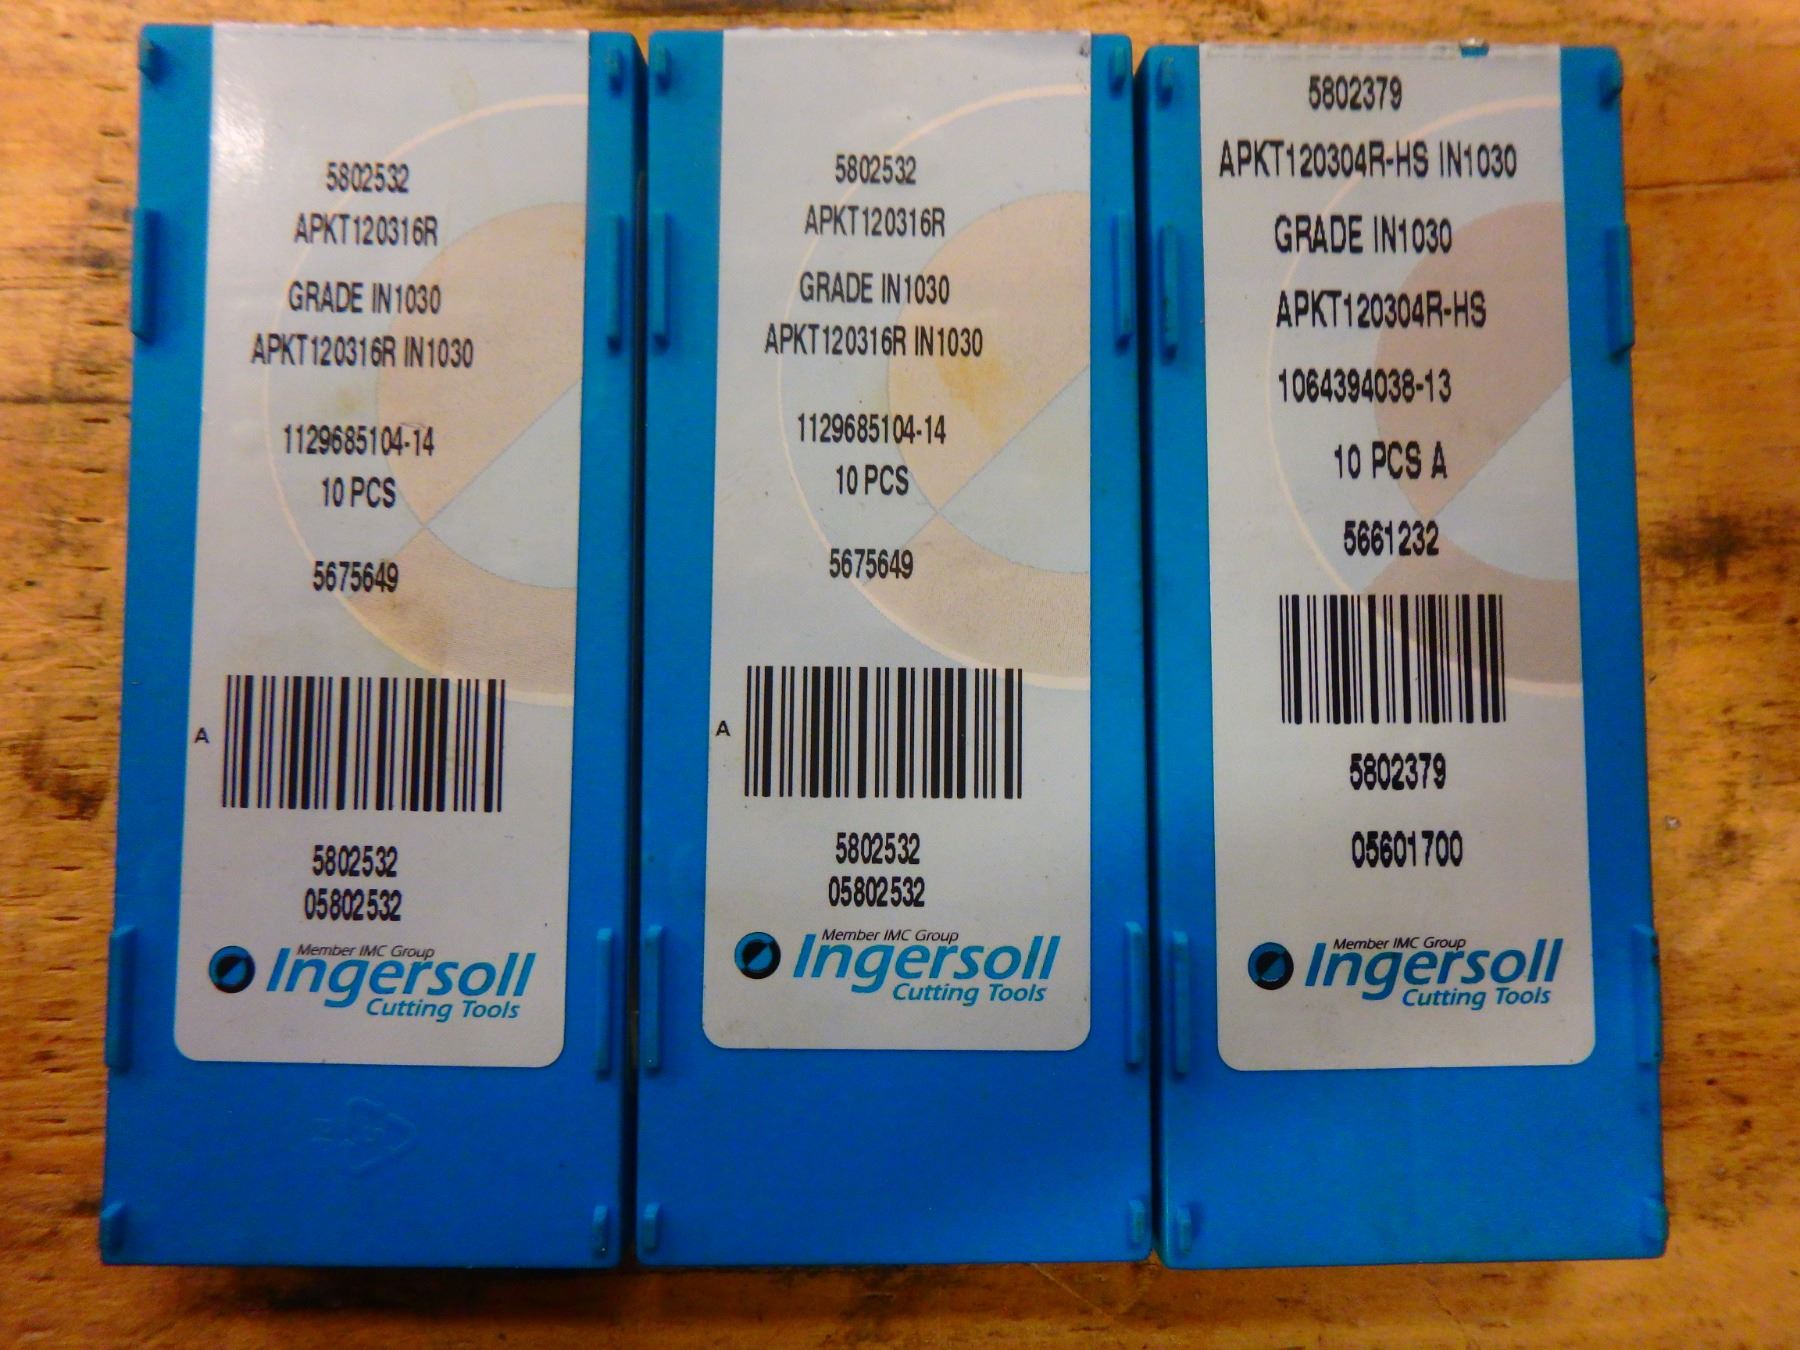 5802532
APKT120316R
GRADE IN1030
APKT120316R IN1030
1129685104-14
10 PCS
5675649
A
5802532
05802532
Member IMC Group
Ingersoll
Cutting Tools
5802532
APKT120316R
GRADE IN1030
APKT120316R IN1030
1129685104-14
10 PCS
5675649
A
5802532
05802532
Member IMC Group
Ingersoll
Cutting Tools
5802379
APKT120304R-HS IN1030
GRADE IN1030
APKT120304R-HS
1064394038-13
10 PCS A
5661232
5802379
05601700
Member IMC Group
Ingersoll
Cutting Tools